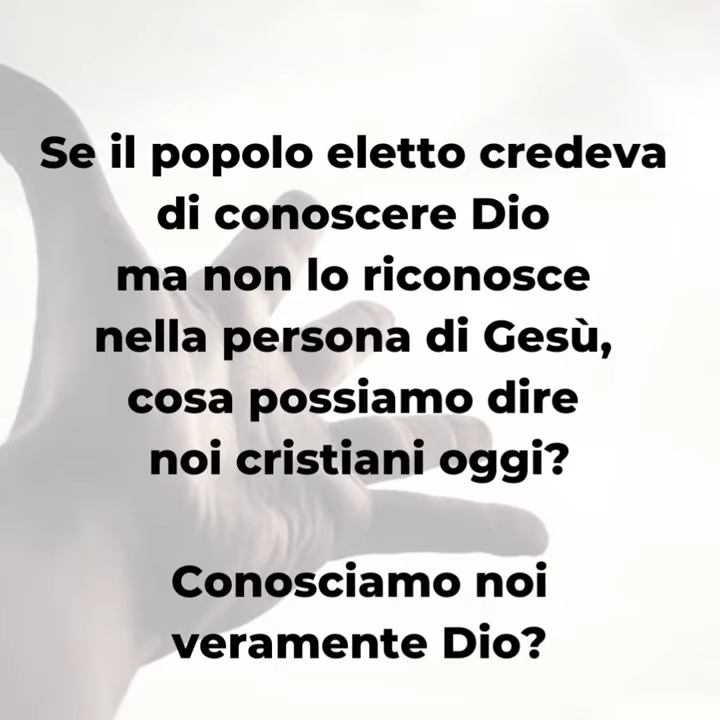 Se il popolo eletto credeva
di conoscere Dio
ma non lo riconosce
nella persona di Gesù,
cosa possiamo dire
noi cristiani oggi?
Conosciamo noi
veramente Dio?